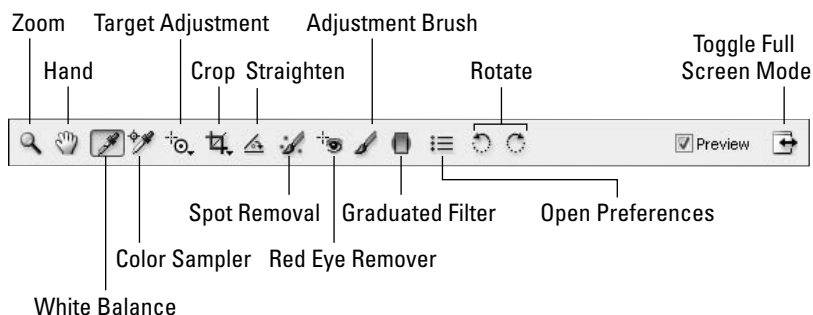 Zoom Target Adjustment Adjustment Brush
Toggle Full
Hand Crop Straighten Rotate Screen Mode
Preview
Spot Removal Graduated Filter Open Preferences
Color Sampler Red Eye Remover
White Balance